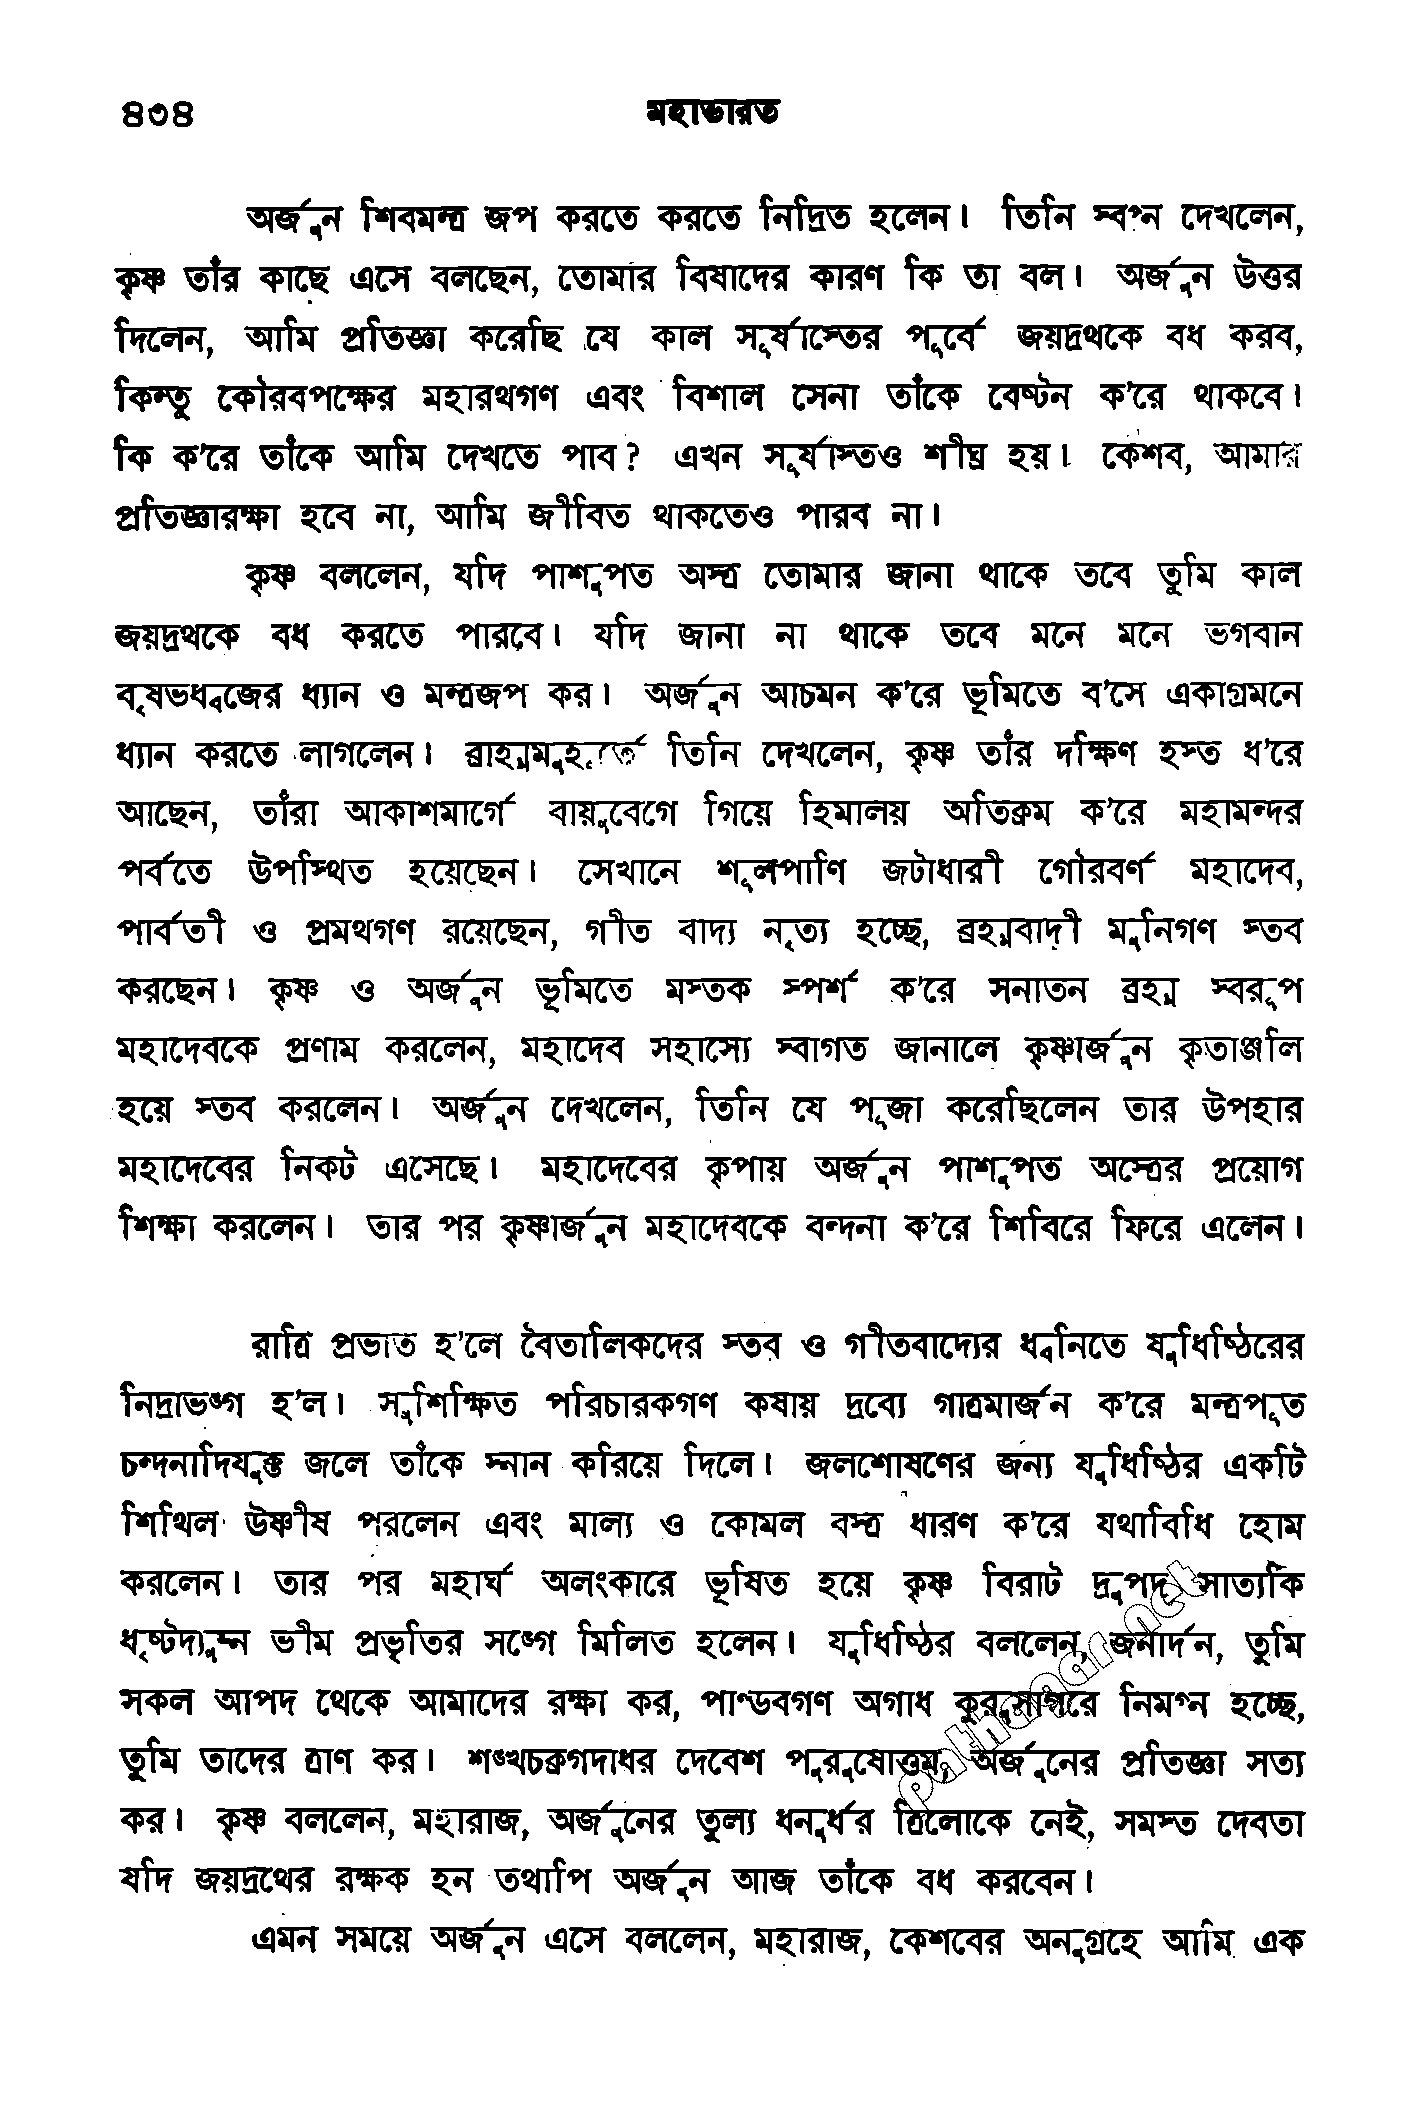 ৪৩৪
মহাভারত
অর্জুন শিবমন্ত্র জপ করতে করতে নিদ্রিত হলেন। তিনি স্বপ্ন দেখলেন,
কৃষ্ণ তাঁর কাছে এসে বলছেন, তোমার বিষাদের কারণ কি তা বল। অর্জুন উত্তর
দিলেন, আমি প্রতিজ্ঞা করেছি যে কাল সূর্যাস্তের পূর্বে জয়দ্রথকে বধ করব,
কিন্তু কৌরবপক্ষের মহারথগণ এবং বিশাল সেনা তাঁকে বেষ্টন ক'রে থাকবে।
কি ক'রে তাঁকে আমি দেখতে পাব? এখন সূর্যাস্তও শীঘ্র হয়। কেশব, আমার
প্রতিজ্ঞারক্ষা হবে না, আমি জীবিত থাকতেও পারব না।
কৃষ্ণ বললেন, যদি পাশুপত অস্ত্র তোমার জানা থাকে তবে তুমি কাল
জয়দ্রথকে বধ করতে পারবে। যদি জানা না থাকে তবে মনে মনে ভগবান
বৃষভধ্বজের ধ্যান ও মন্ত্রজপ কর। অর্জুন আচমন ক'রে ভূমিতে ব'সে একাগ্রমনে
ধ্যান করতে লাগলেন। ব্রাহ্মমুহূর্তে তিনি দেখলেন, কৃষ্ণ তাঁর দক্ষিণ হস্ত ধ'রে
আছেন, তাঁরা আকাশমার্গে বায়ুবেগে গিয়ে হিমালয় অতিক্রম ক'রে মহামন্দর
পর্বতে উপস্থিত হয়েছেন। সেখানে শূলপাণি জটাধারী গৌরবর্ণ মহাদেব,
পার্বতী ও প্রমথগণ রয়েছেন, গীত বাদ্য নৃত্য হচ্ছে, ব্রহ্মবাদী মুনিগণ স্তব
করছেন। কৃষ্ণ ও অর্জুন ভূমিতে মস্তক স্পর্শ ক'রে সনাতন ব্রহ্ম স্বরূপ
মহাদেবকে প্রণাম করলেন, মহাদেব সহাস্যে স্বাগত জানালে কৃষ্ণার্জুন কৃতাঞ্জলি
হয়ে স্তব করলেন। অর্জুন দেখলেন, তিনি যে পূজা করেছিলেন তার উপহার
মহাদেবের নিকট এসেছে। মহাদেবের কৃপায় অর্জুন পাশুপত অস্ত্রের প্রয়োগ
শিক্ষা করলেন। তার পর কৃষ্ণার্জুন মহাদেবকে বন্দনা ক'রে শিবিরে ফিরে এলেন।
রাত্রি প্রভাত হ'লে বৈতালিকদের স্তব ও গীতবাদ্যের ধ্বনিতে যুধিষ্ঠিরের
নিদ্রাভঙ্গ হ'ল। সুশিক্ষিত পরিচারকগণ কষায় দ্রব্যে গাত্রমার্জন ক'রে মন্ত্রপূত
চন্দনাদিযুক্ত জলে তাঁকে স্নান করিয়ে দিলে। জলশোষণের জন্য যুধিষ্ঠির একটি
শিথিল উষ্ণীষ পরলেন এবং মাল্য ও কোমল বস্ত্র ধারণ ক'রে যথাবিধি হোম
করলেন। তার পর মহার্ঘ অলংকারে ভূষিত হয়ে কৃষ্ণ বিরাট দ্রুপদ সাত্যকি
ধৃষ্টদ্যুম্ন ভীম প্রভৃতির সঙ্গে মিলিত হলেন। যুধিষ্ঠির বললেন, জনার্দন, তুমি
সকল আপদ থেকে আমাদের রক্ষা কর, পাণ্ডবগণ অগাধ কুরুসাগরে নিমগ্ন হচ্ছে,
তুমি তাদের ত্রাণ কর। শঙ্খচক্রগদাধর দেবেশ পুরুষোত্তম, অর্জুনের প্রতিজ্ঞা সত্য
কর। কৃষ্ণ বললেন, মহারাজ, অর্জুনের তুল্য ধনুর্ধর ত্রিলোকে নেই, সমস্ত দেবতা
যদি জয়দ্রথের রক্ষক হন তথাপি অর্জুন আজ তাঁকে বধ করবেন।
এমন সময়ে অর্জুন এসে বললেন, মহারাজ, কেশবের অনুগ্রহে আমি এক
pathagar.net